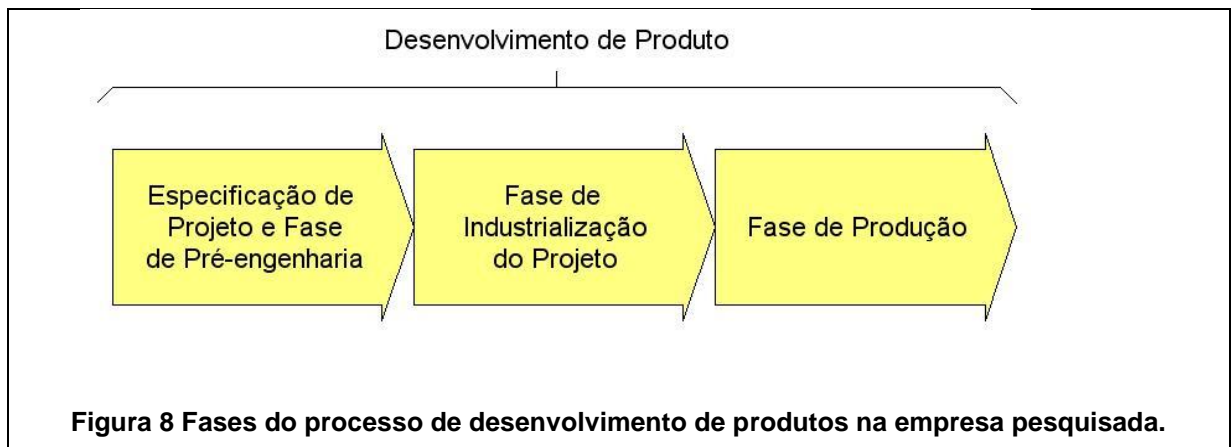 Desenvolvimento de Produto
Especificação de
Projeto e Fase
de Pré-engenharia
Fase de
Industrialização
do Projeto
Fase de Produção
Figura 8 Fases do processo de desenvolvimento de produtos na empresa pesquisada.